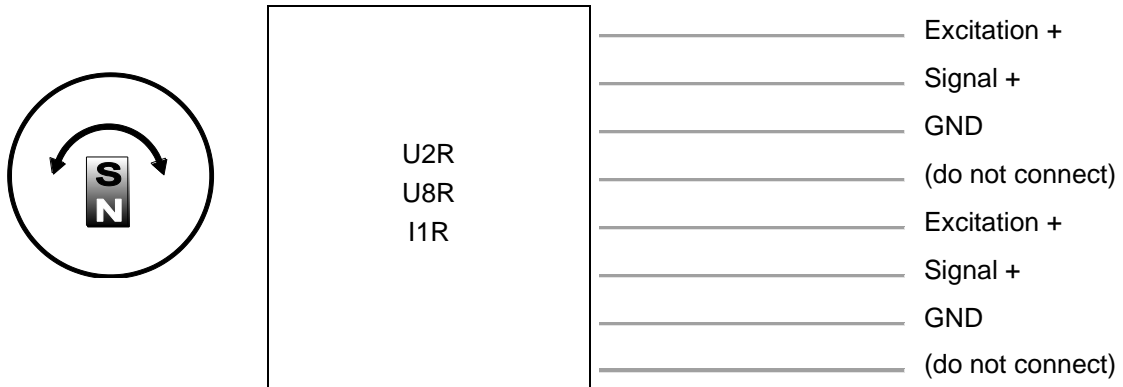 Excitation +
Signal +
GND
(do not connect)
Excitation +
Signal +
GND
(do not connect)
U2R
U8R
I1R
S
N